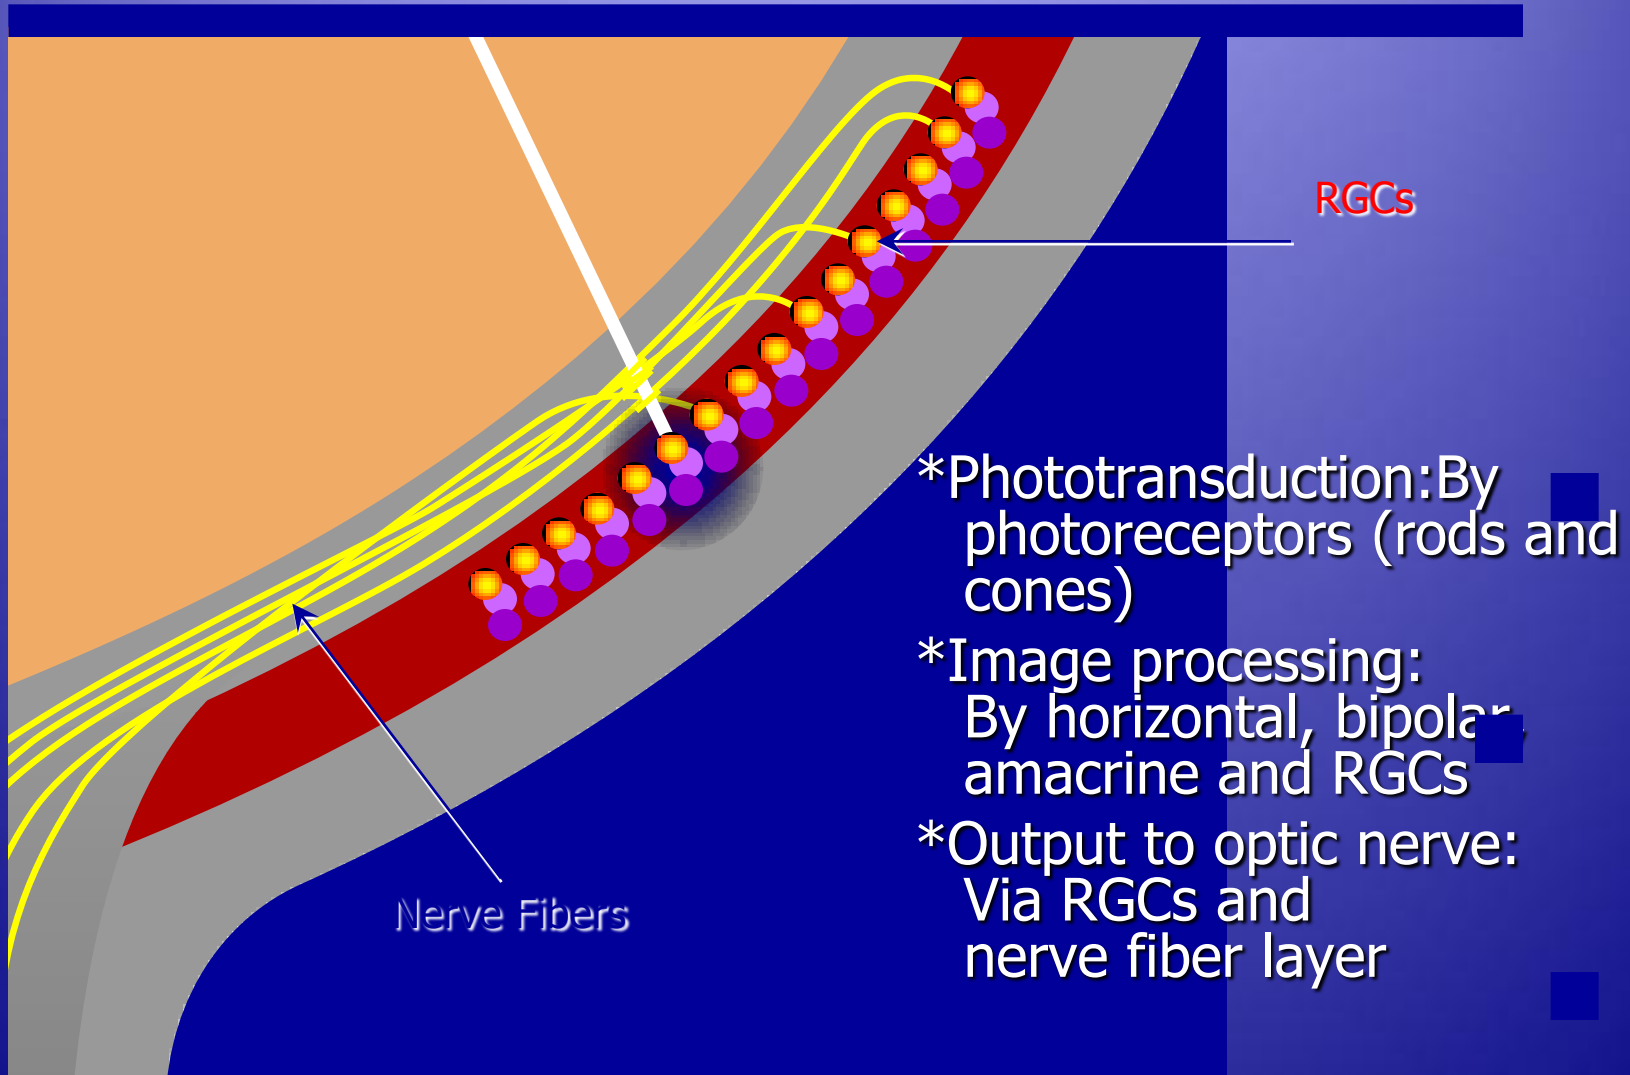 RGCs
*Phototransduction:By
photoreceptors (rods and
cones)
*Image processing:
By horizontal, bipolar,
amacrine and RGCs
*Output to optic nerve:
Via RGCs and
nerve fiber layer
Nerve Fibers